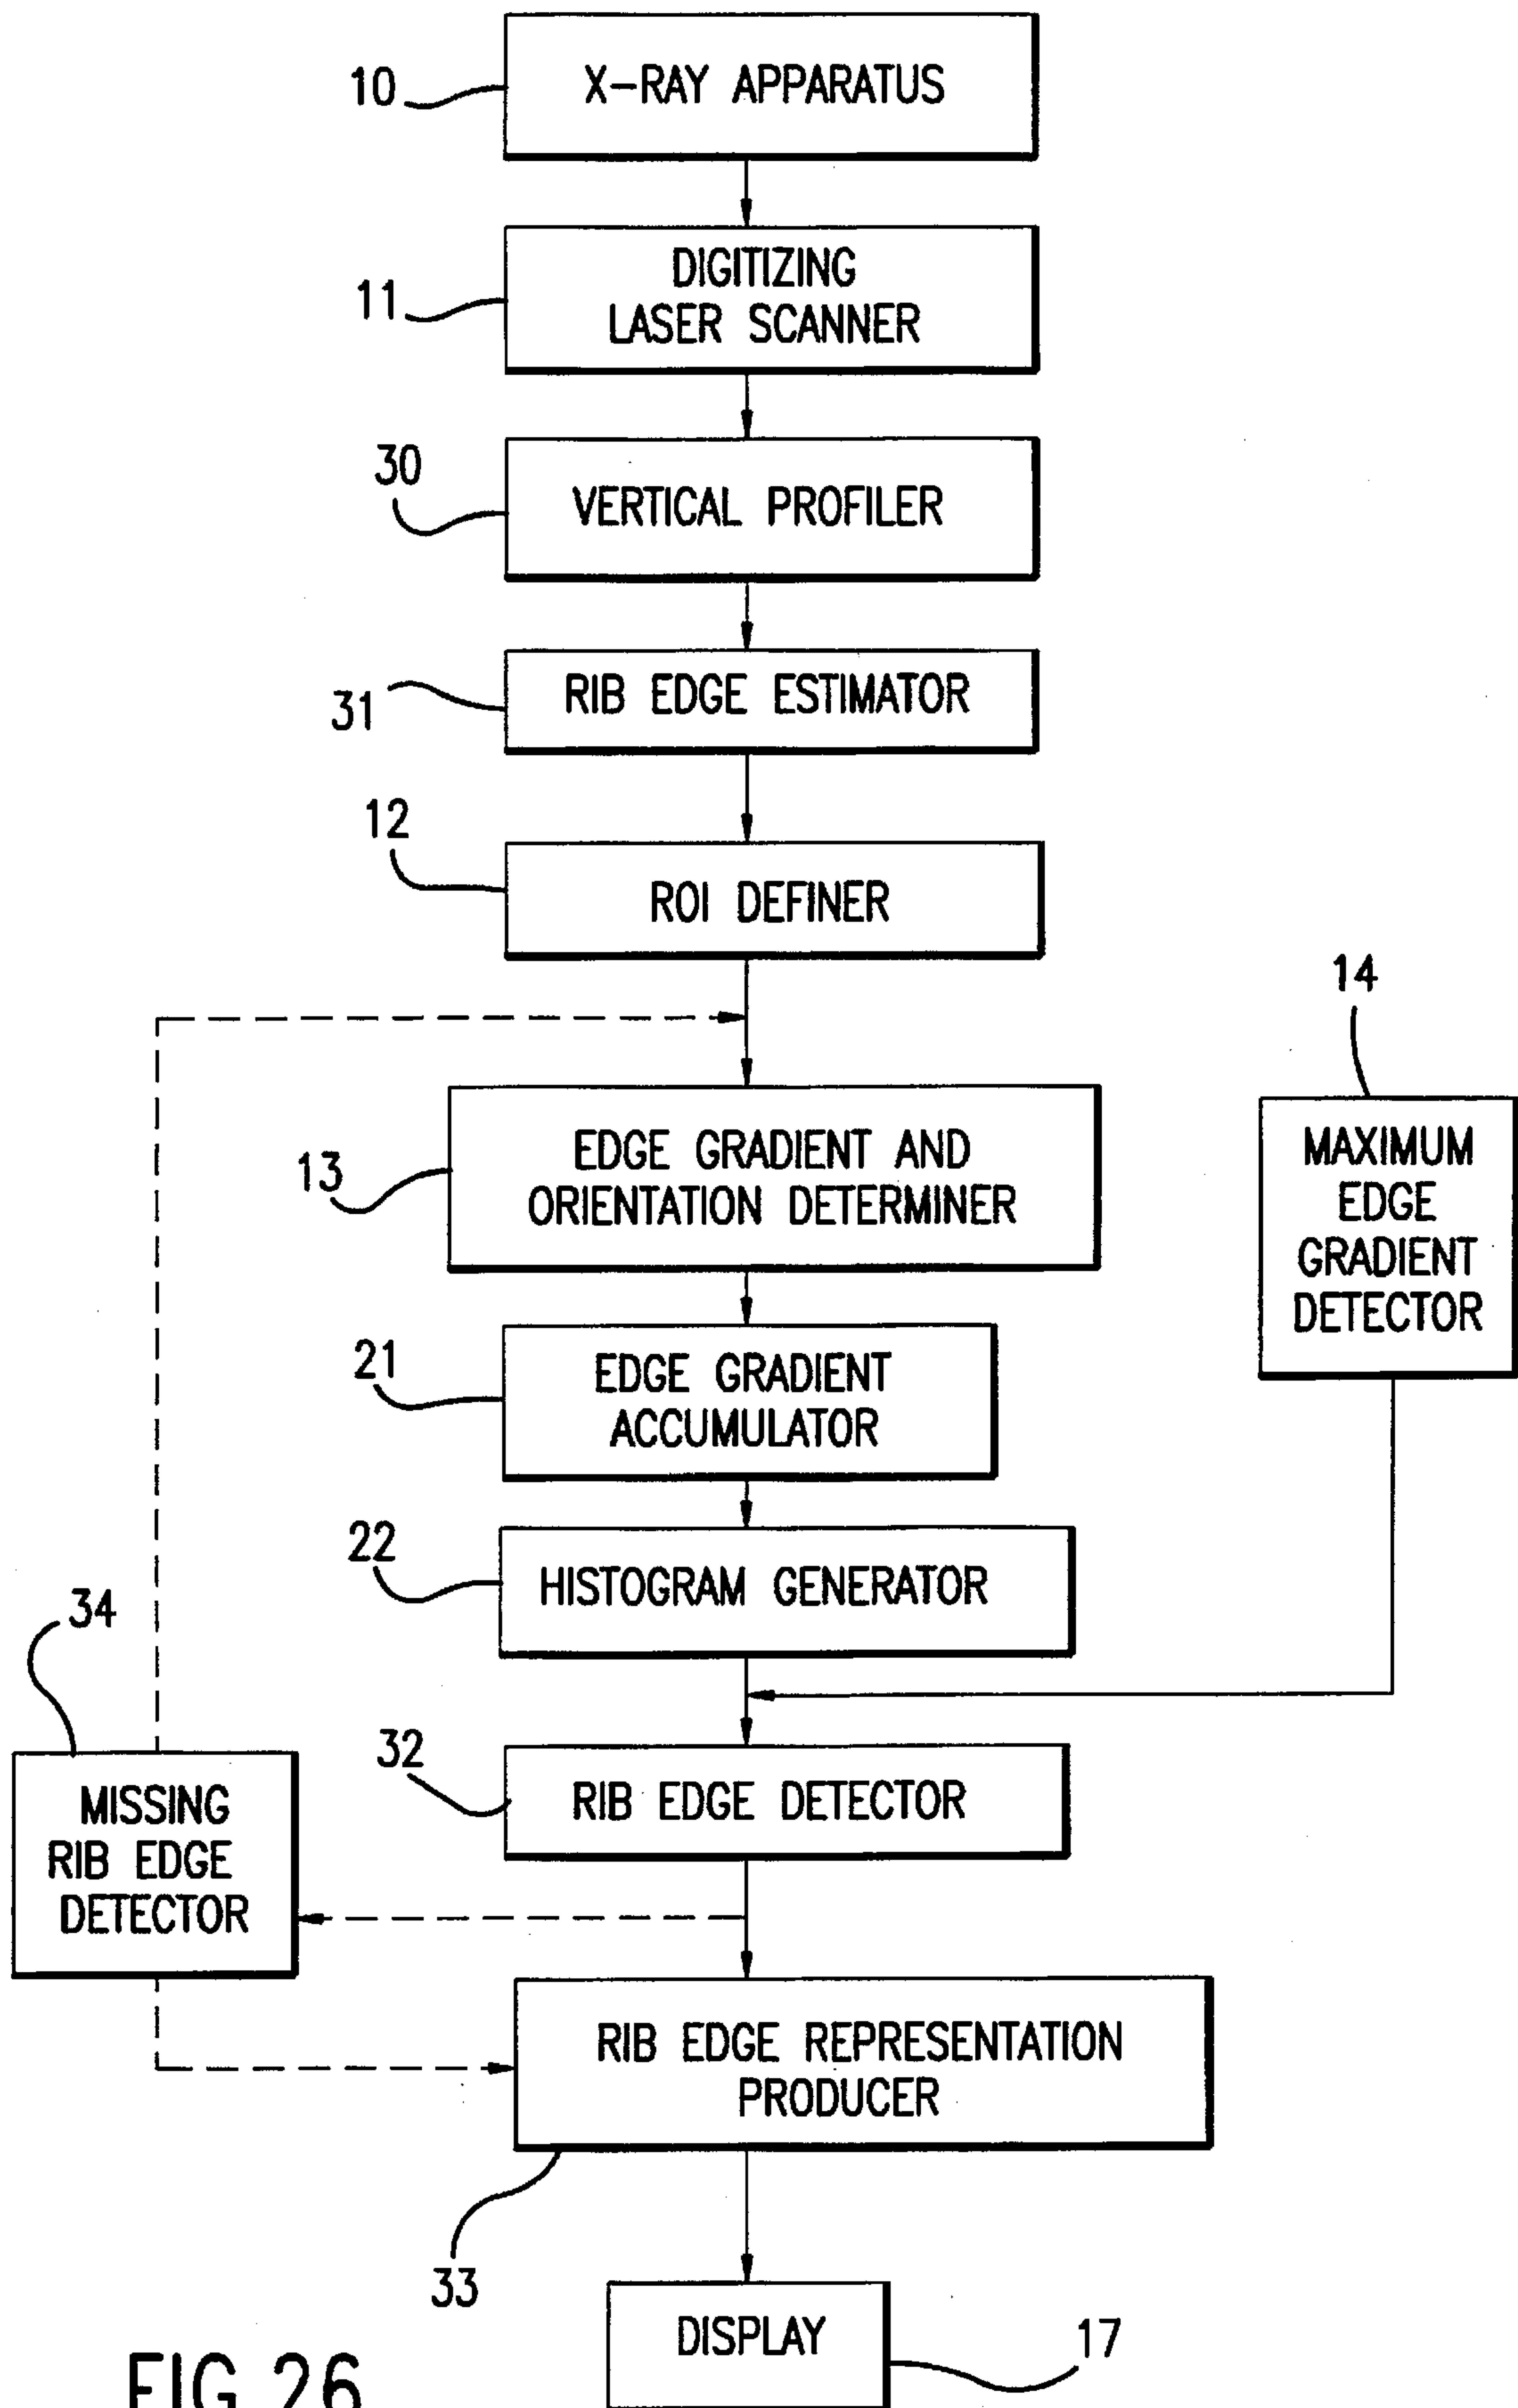 10
X-RAY APPARATUS
11
DIGITIZING
LASER SCANNER
30
VERTICAL PROFILER
31
RIB EDGE ESTIMATOR
12
ROI DEFINER
14
MAXIMUM
EDGE
GRADIENT
DETECTOR
13
EDGE GRADIENT AND
ORIENTATION DETERMINER
21
EDGE GRADIENT
ACCUMULATOR
22
HISTOGRAM GENERATOR
34
MISSING
RIB EDGE
DETECTOR
32
RIB EDGE DETECTOR
RIB EDGE REPRESENTATION
PRODUCER
33
DISPLAY
17
FIG. 26